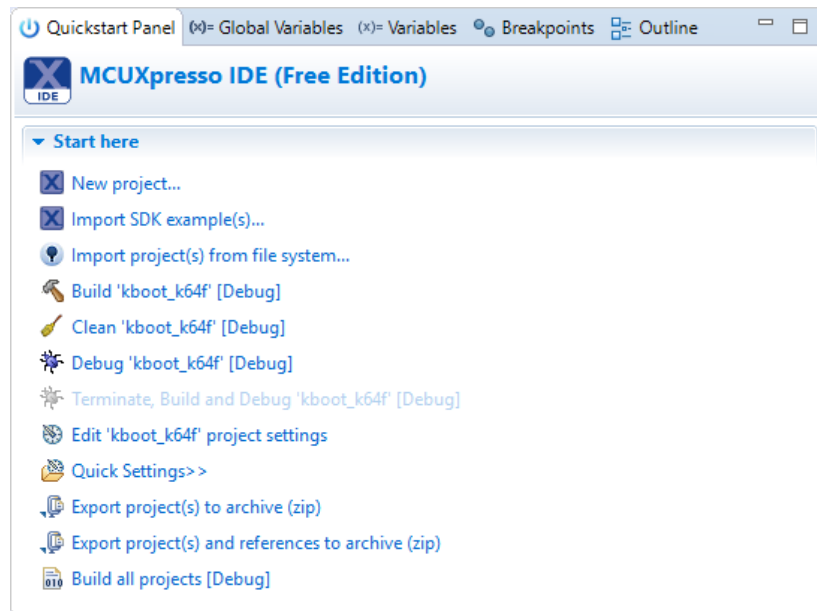 Quickstart Panel (x)= Global Variables (x)= Variables Breakpoints Outline
IDE
MCUXpresso IDE (Free Edition)
Start here
New project...
Import SDK example(s)...
Import project(s) from file system...
Build 'kboot_k64f' [Debug]
Clean 'kboot_k64f' [Debug]
Debug 'kboot_k64f' [Debug]
Terminate, Build and Debug 'kboot_k64f' [Debug]
Edit 'kboot_k64f' project settings
Quick Settings>>
Export project(s) to archive (zip)
Export project(s) and references to archive (zip)
010
Build all projects [Debug]